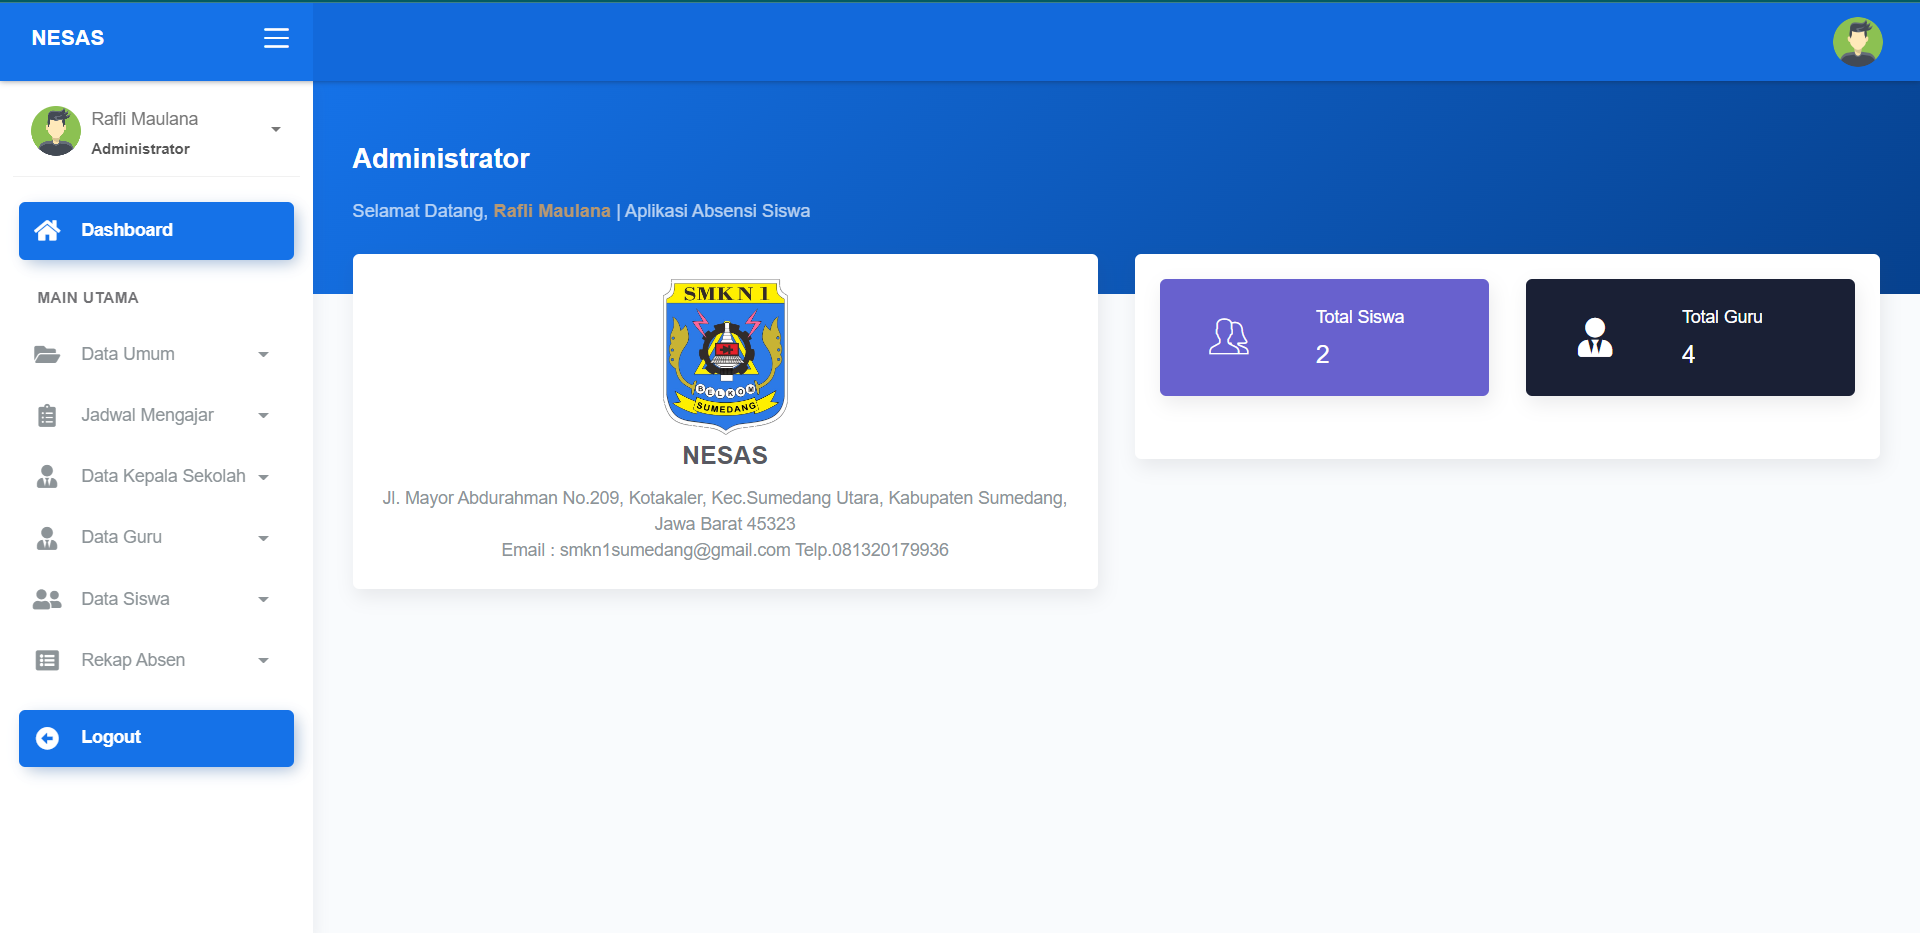 NESAS
Rafli Maulana
Administrator
Dashboard
MAIN UTAMA
Data Umum
Jadwal Mengajar
Data Kepala Sekolah
Data Guru
Data Siswa
Rekap Absen
Logout
Administrator
Selamat Datang, Rafli Maulana | Aplikasi Absensi Siswa
SMKN 1
BELKOM
SUMEDANG
NESAS
Jl. Mayor Abdurahman No.209, Kotakaler, Kec.Sumedang Utara, Kabupaten Sumedang,
Jawa Barat 45323
Email : smkn1sumedang@gmail.com Telp.081320179936
Total Siswa
2
Total Guru
4